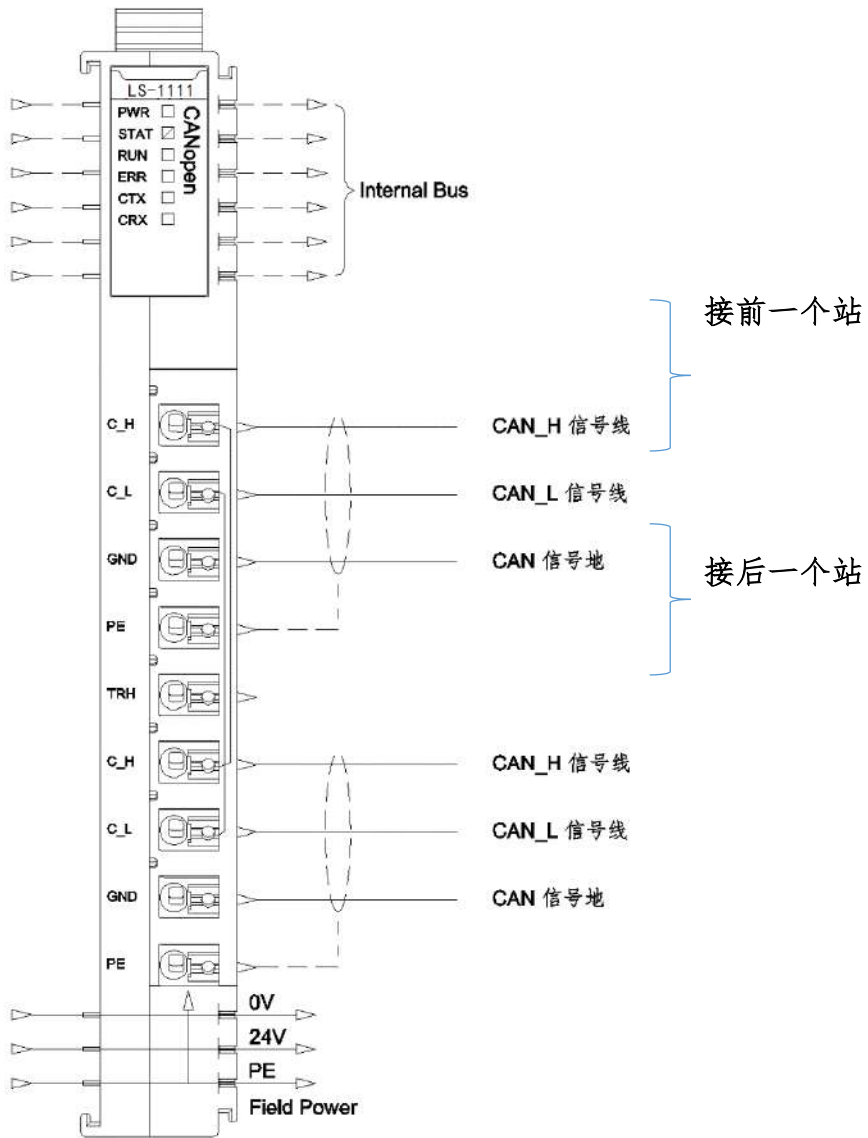 LS-1111
CANopen
PWR
STAT
RUN
ERR
CTX
CRX
Internal Bus
接前一个站
C_H
CAN_H 信号线
C_L
CAN_L 信号线
GND
CAN 信号地
接后一个站
PE
TRH
C_H
CAN_H 信号线
C_L
CAN_L 信号线
GND
CAN 信号地
PE
0V
24V
PE
Field Power